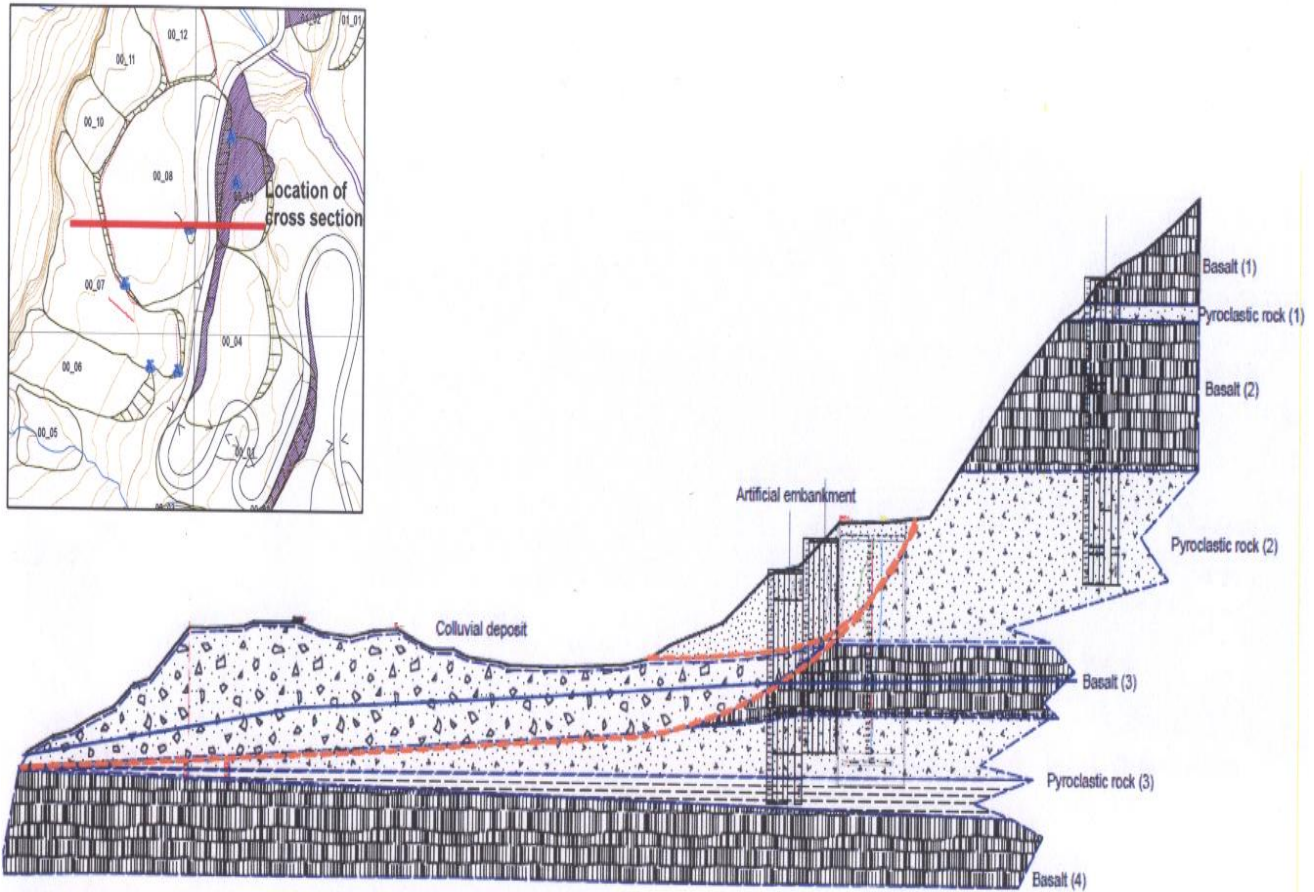 00_12
01_02
01_01
00_11
00_10
00_08
Location of
cross section
00_07
00_06
00_04
00_05
Basalt (1)
Pyroclastic rock (1)
Basalt (2)
Artificial embankment
Pyroclastic rock (2)
Colluvial deposit
Basalt (3)
Pyroclastic rock (3)
Basalt (4)